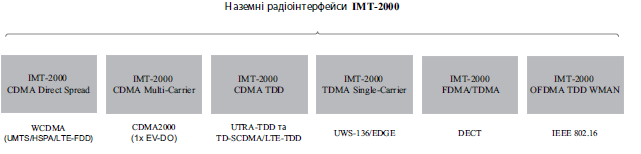 Наземні радіоінтерфейси IMT-2000
IMT-2000
CDMA Direct Spread
IMT-2000
CDMA Multi-Carrier
IMT-2000
CDMA TDD
IMT-2000
TDMA Single-Carrier
IMT-2000
FDMA/TDMA
IMT-2000
OFDMA TDD WMAN
WCDMA
(UMTS/HSPA/LTE-FDD)
CDMA2000
(1x EV-DO)
UTRA-TDD та
TD-SCDMA/LTE-TDD
UWS-136/EDGE
DECT
IEEE 802.16